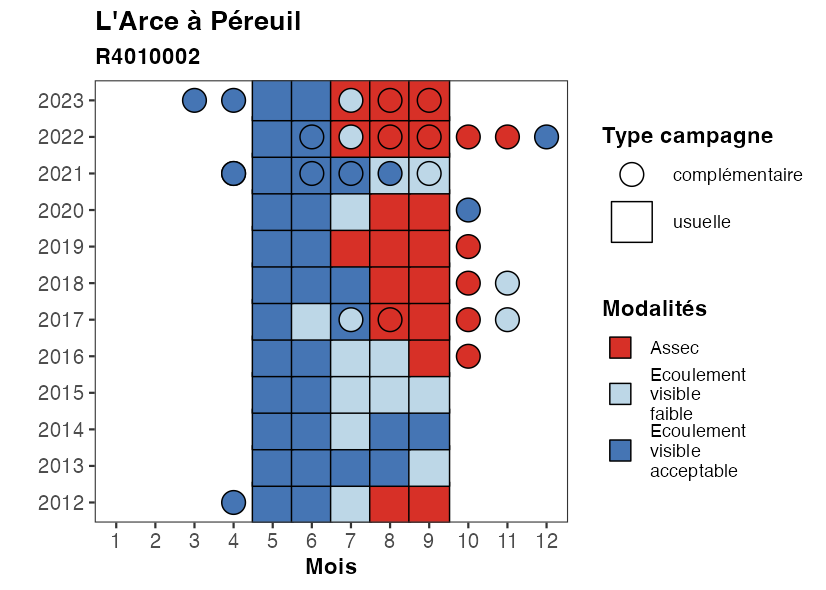 L'Arce à Péreuil
R4010002
2023
2022
2021
2020
2019
2018
2017
2016
2015
2014
2013
2012
1 2 3 4 5 6 7 8 9 10 11 12
Mois
Type campagne
complémentaire
usuelle
Modalités
Assec
Ecoulement
visible
faible
Ecoulement
visible
acceptable